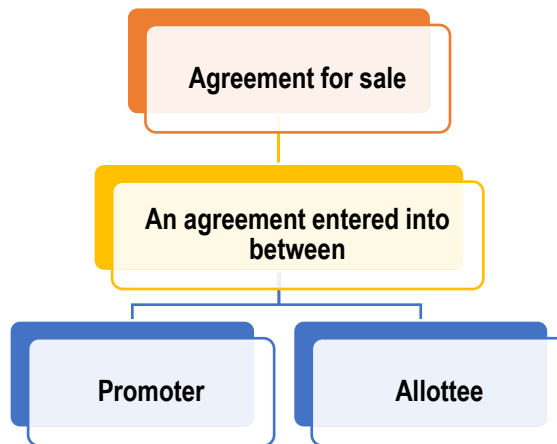 Agreement for sale
An agreement entered into
between
Promoter
Allottee